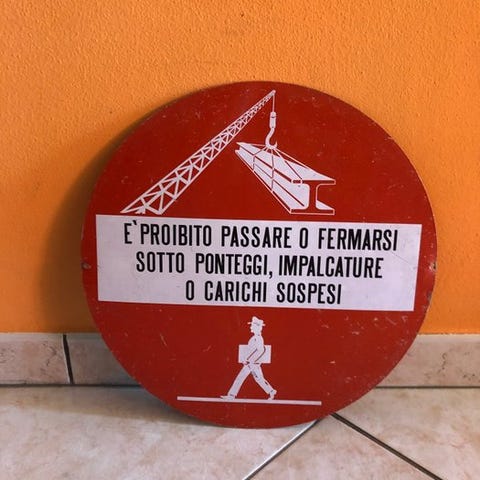 E` PROIBITO PASSARE O FERMARSI
SOTTO PONTEGGI, IMPALCATURE
O CARICHI SOSPESI